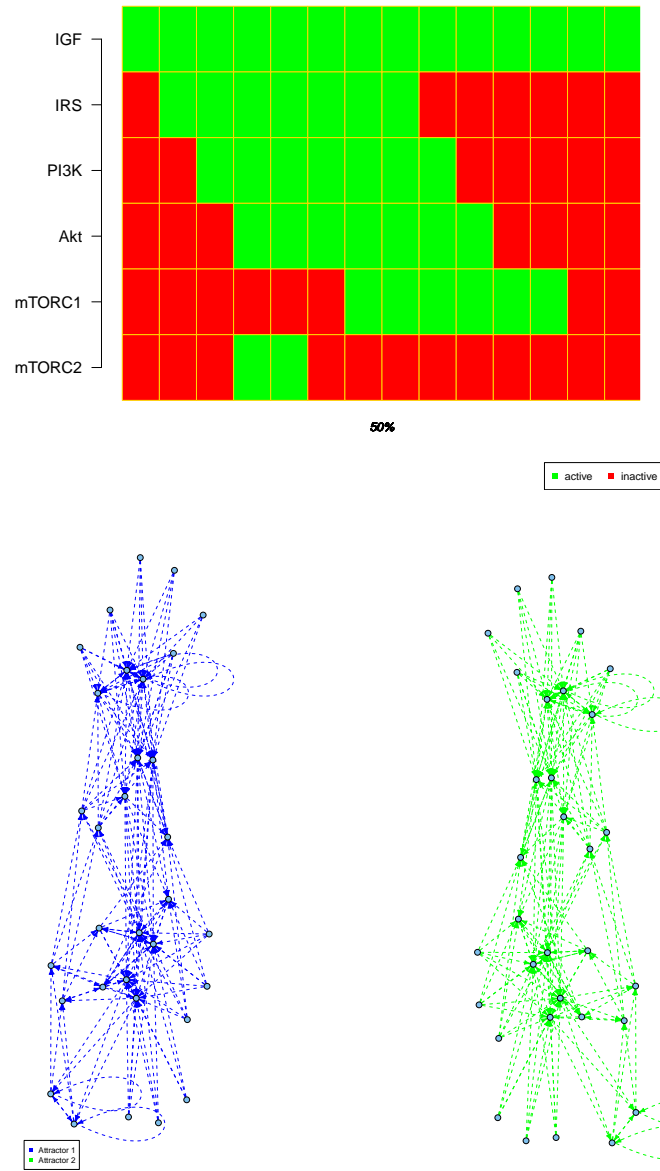 IGF
IRS
PI3K
Akt
mTORC1
mTORC2
50%
active inactive
Attractor 1
Attractor 2